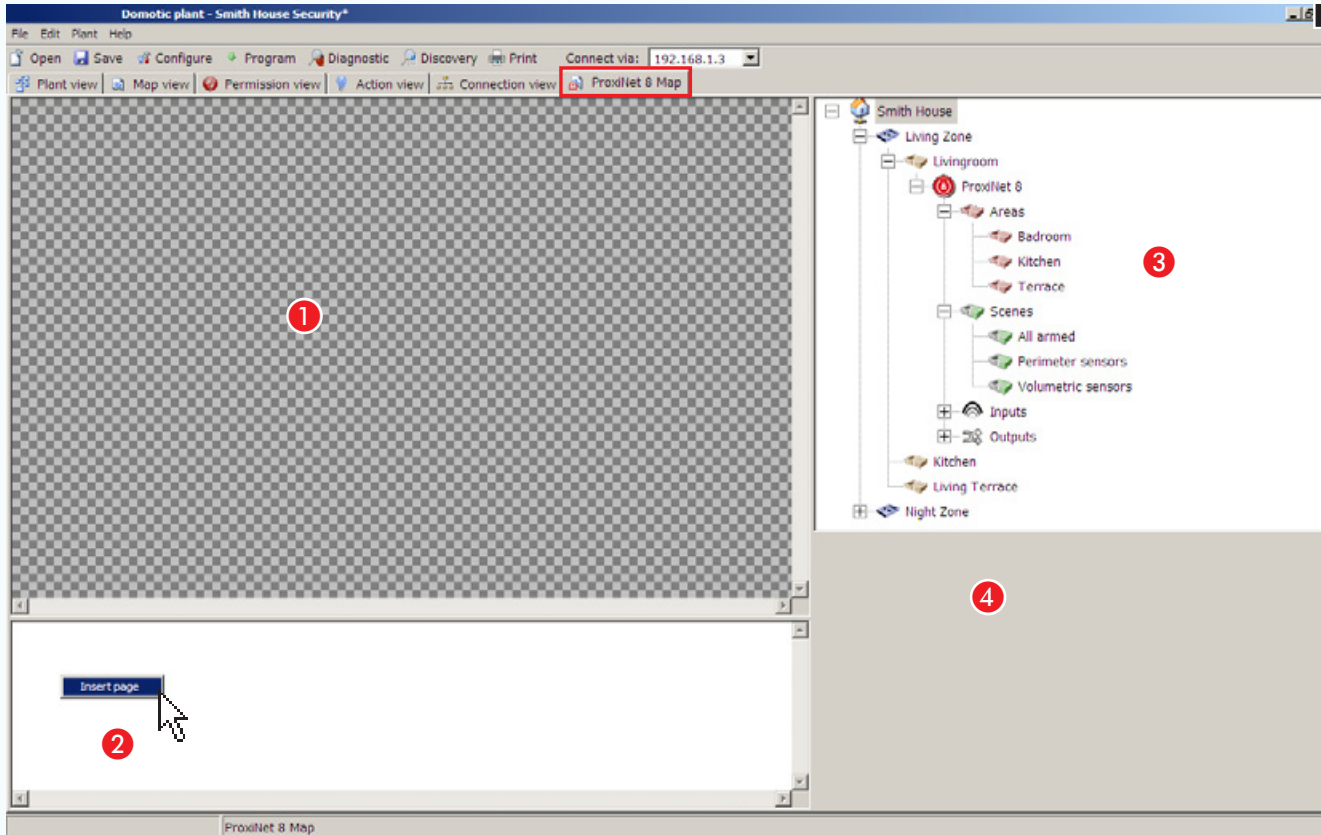 Domotic plant - Smith House Security*
File Edit Plant Help
Open Save Configure Program Diagnostic Discovery Print Connect via: 192.168.1.3
Plant view Map view Permission view Action view Connection view ProxiNet 8 Map
Smith House
Living Zone
Livingroom
ProxiNet 8
Areas
Badroom
Kitchen
Terrace
Scenes
All armed
Perimeter sensors
Volumetric sensors
Inputs
Outputs
Kitchen
Living Terrace
Night Zone
1
3
4
Insert page
2
ProxiNet 8 Map